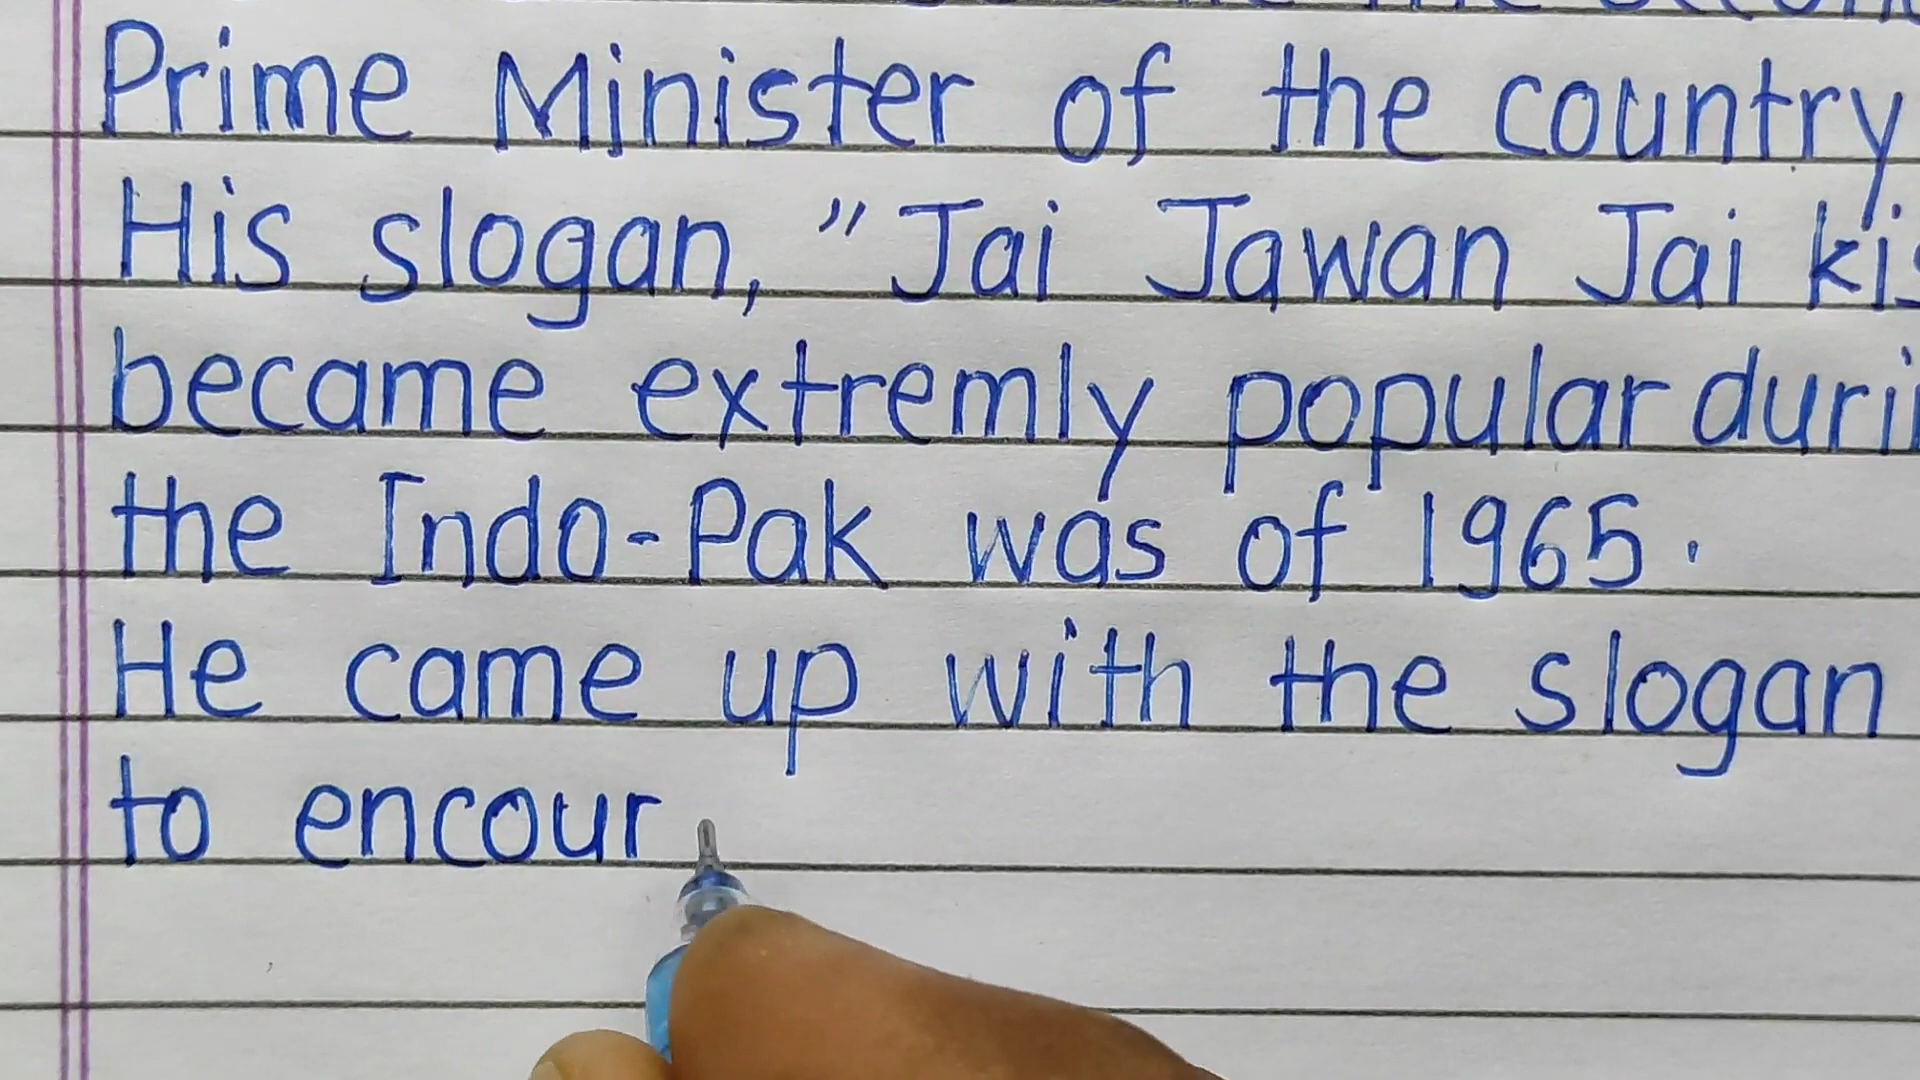 Prime Minister of the country
His slogan, "Jai Jawan Jai
became extremly popular
the Indo-Pak was of 1965.
He came up with the slogan
to encour